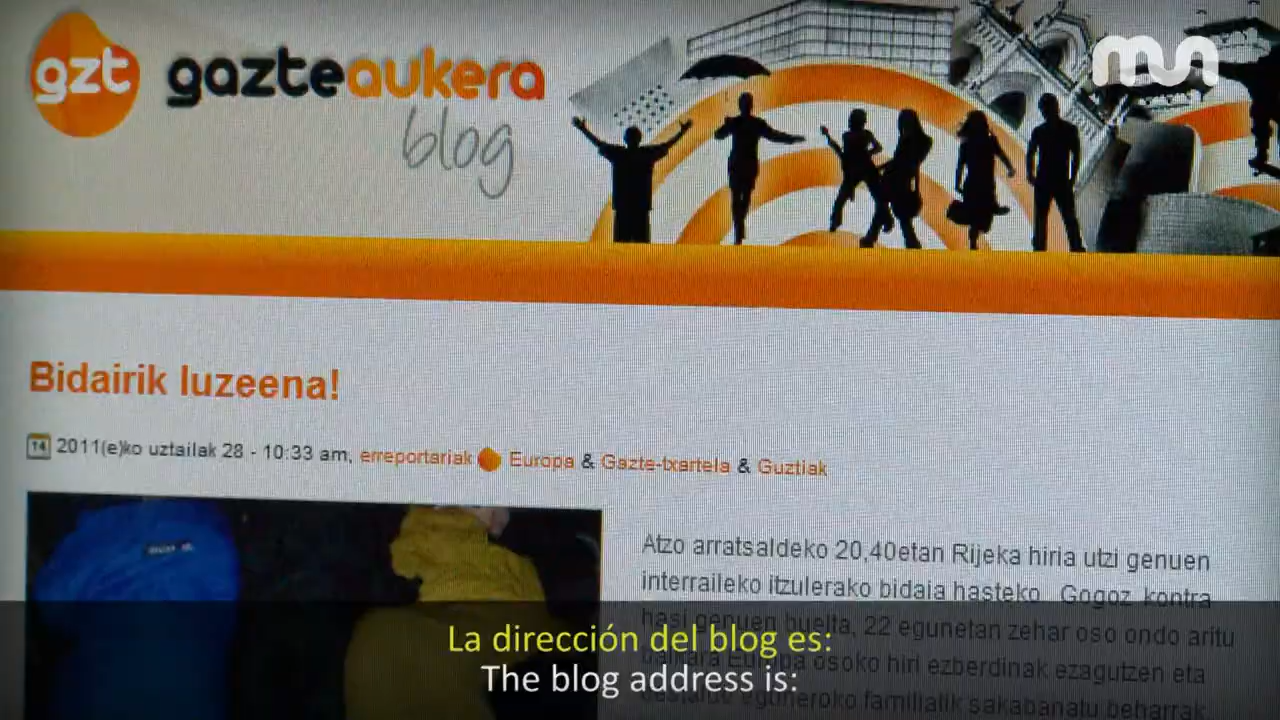 gzt gazteaukera
blog
mun
Bidairik luzeena!
14 2011(e)ko uztailak 28 - 10:33 am, erreportariak Europa & Gazte-txartela & Guztiak
Atzo arratsaldeko 20,40etan Rijeka hiria utzi genuen
interraileko itzulerako bidaia hasteko. Gogoz kontra
hasi genuen buelta, 22 egunetan zehar oso ondo aritu
Europa osoko hiri ezberdinak ezagutzen eta
eguneroko familiatik sakabanatu beharrak
La dirección del blog es:
The blog address is: